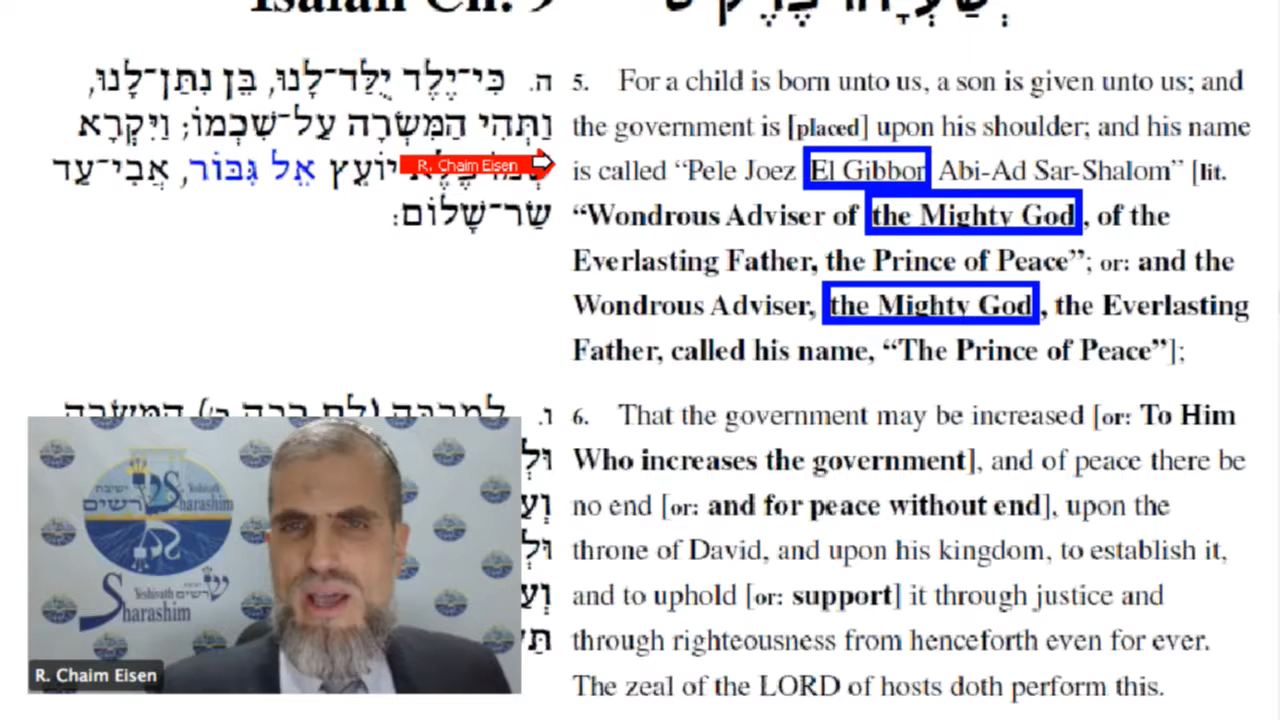 Isaiah Ch. 9
ה. כִּי־יֶלֶד יֻלַּד־לָנוּ, בֵּן נִתַּן־לָנוּ,
וַתְּהִי הַמִּשְׂרָה עַל־שִׁכְמוֹ; וַיִּקְרָא
יוֹעֵץ אֵל גִּבּוֹר, אֲבִי־עַד
שַׂר־שָׁלוֹם:
R. Chaim Eisen
5. For a child is born unto us, a son is given unto us; and
the government is [placed] upon his shoulder; and his name
is called “Pele Joez El Gibbor Abi-Ad Sar-Shalom” [lit.
“Wondrous Adviser of the Mighty God, of the
Everlasting Father, the Prince of Peace”; or: and the
Wondrous Adviser, the Mighty God, the Everlasting
Father, called his name, “The Prince of Peace”];
ו.
6. That the government may be increased [or: To Him
Who increases the government], and of peace there be
no end [or: and for peace without end], upon the
throne of David, and upon his kingdom, to establish it,
and to uphold [or: support] it through justice and
through righteousness from henceforth even for ever.
The zeal of the LORD of hosts doth perform this.
ישיבת
שרשים
Yeshivath
Sharashim
Yeshivath
Sharashim
R. Chaim Eisen